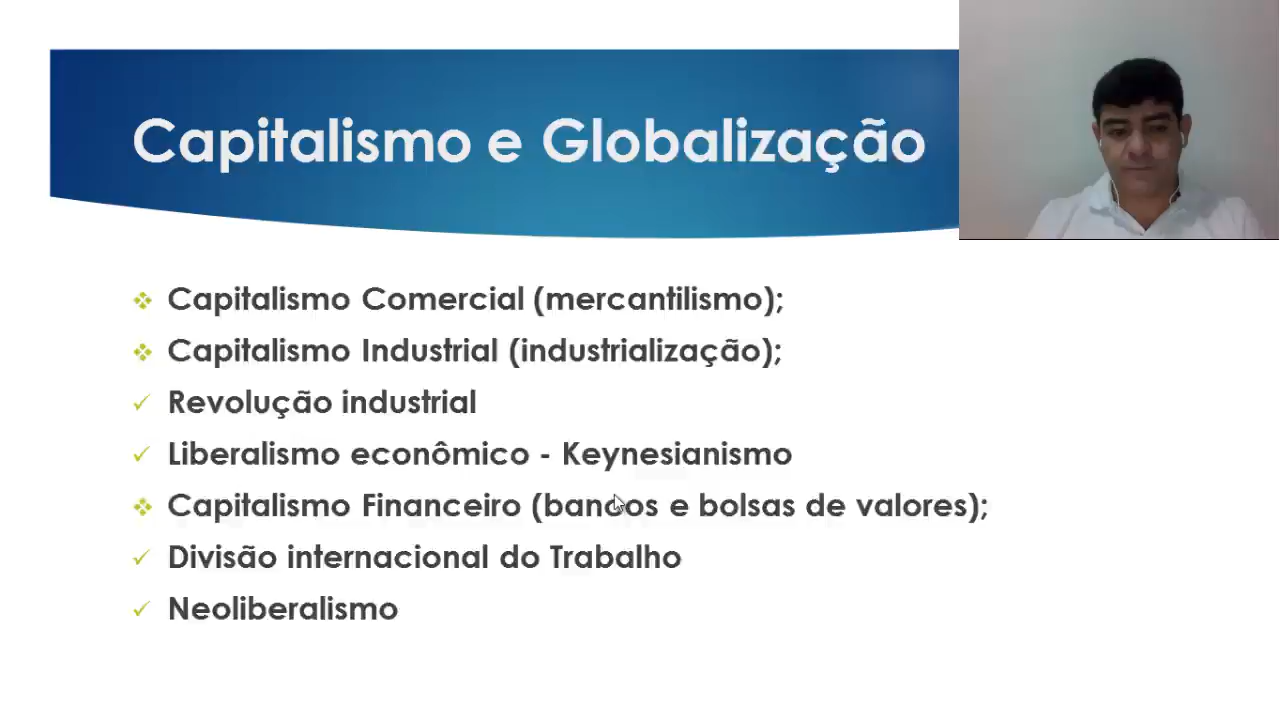 Capitalismo e Globalização
Capitalismo Comercial (mercantilismo);
Capitalismo Industrial (industrialização);
Revolução industrial
Liberalismo econômico - Keynesianismo
Capitalismo Financeiro (bancos e bolsas de valores);
Divisão internacional do Trabalho
Neoliberalismo